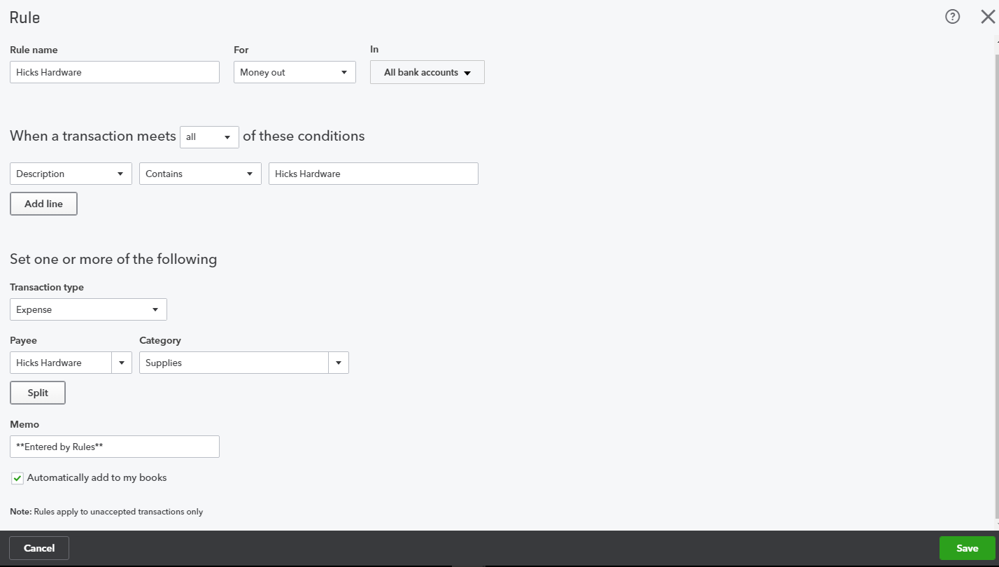 Rule
Rule name
For
In
Hicks Hardware
Money out
All bank accounts
When a transaction meets all of these conditions
Description
Contains
Hicks Hardware
Add line
Set one or more of the following
Transaction type
Expense
Payee
Category
Hicks Hardware
Supplies
Split
Memo
**Entered by Rules**
Automatically add to my books
Note: Rules apply to unaccepted transactions only
Cancel
Save